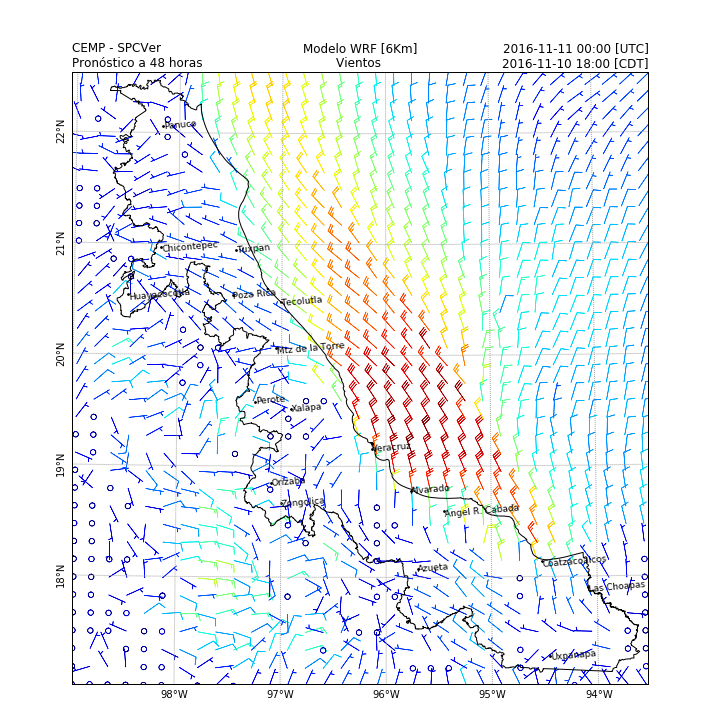 CEMP - SPCVer Modelo WRF [6Km] 2016-11-11 00:00 [UTC]
Pronóstico a 48 horas Vientos 2016-11-10 18:00 [CDT]
22°N
Panuco
21°N
Chicontepec
Tuxpan
Poza Rica
Tecolutla
20°N
Mtz de la Torre
Perote
Xalapa
Veracruz
19°N
Orizaba
Alvarado
Zongolica
Angel R. Cabada
Coatzacoalcos
Azueta
18°N
Las Choapas
Uxpanapa
98°W 97°W 96°W 95°W 94°W